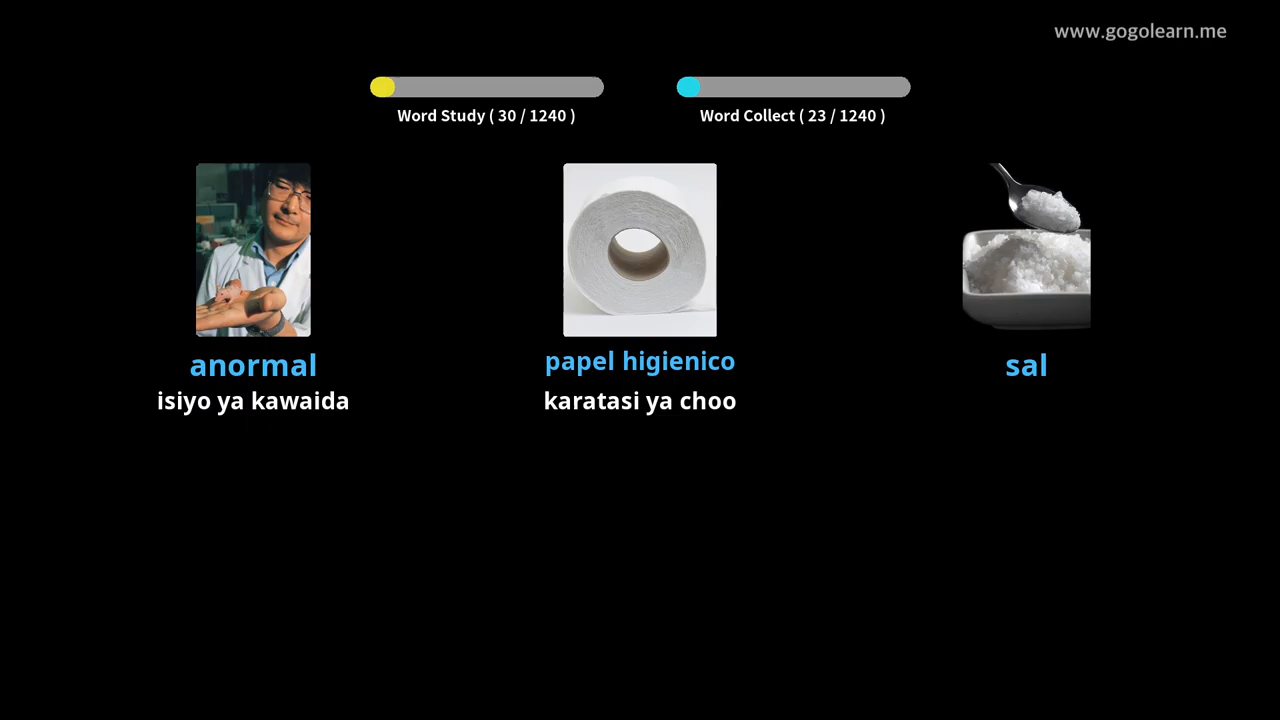 www.gogolearn.me
Word Study ( 30 / 1240 )
Word Collect ( 23 / 1240 )
anormal
isiyo ya kawaida
papel higienico
karatasi ya choo
sal